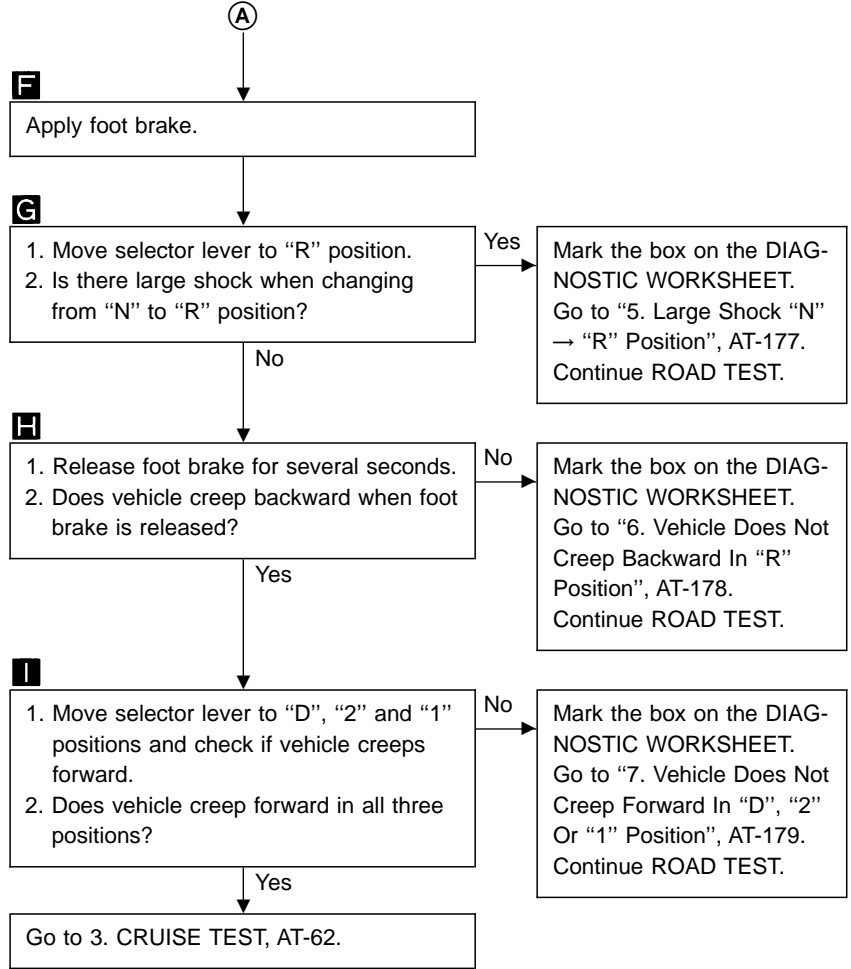 A
F
Apply foot brake.
G
1. Move selector lever to “R” position.
2. Is there large shock when changing
from “N” to “R” position?
Yes
Mark the box on the DIAG-
NOSTIC WORKSHEET.
Go to “5. Large Shock “N”
→ “R” Position”, AT-177.
Continue ROAD TEST.
No
H
1. Release foot brake for several seconds.
2. Does vehicle creep backward when foot
brake is released?
No
Mark the box on the DIAG-
NOSTIC WORKSHEET.
Go to “6. Vehicle Does Not
Creep Backward In “R”
Position”, AT-178.
Continue ROAD TEST.
Yes
I
1. Move selector lever to “D”, “2” and “1”
positions and check if vehicle creeps
forward.
2. Does vehicle creep forward in all three
positions?
No
Mark the box on the DIAG-
NOSTIC WORKSHEET.
Go to “7. Vehicle Does Not
Creep Forward In “D”, “2”
Or “1” Position”, AT-179.
Continue ROAD TEST.
Yes
Go to 3. CRUISE TEST, AT-62.